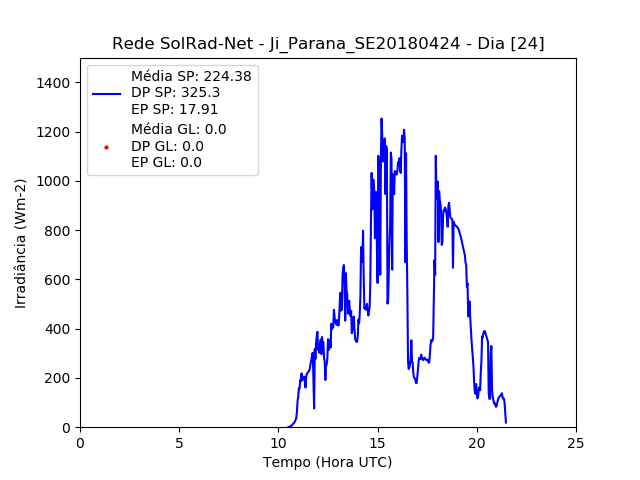 Rede SolRad-Net - Ji_Parana_SE20180424 - Dia [24]
Média SP: 224.38
DP SP: 325.3
EP SP: 17.91
Média GL: 0.0
DP GL: 0.0
EP GL: 0.0
Irradiância (Wm-2)
1400
1200
1000
800
600
400
200
0
0 5 10 15 20 25
Tempo (Hora UTC)